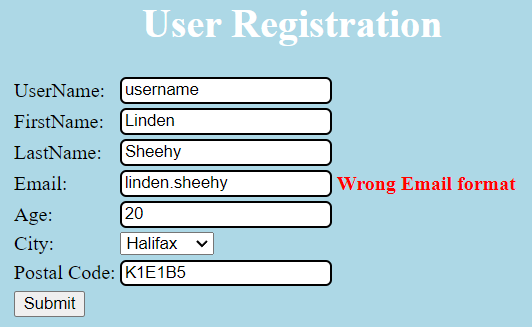 User Registration
UserName: username
FirstName: Linden
LastName: Sheehy
Email: linden.sheehy Wrong Email format
Age: 20
City: Halifax
Postal Code: K1E1B5
Submit